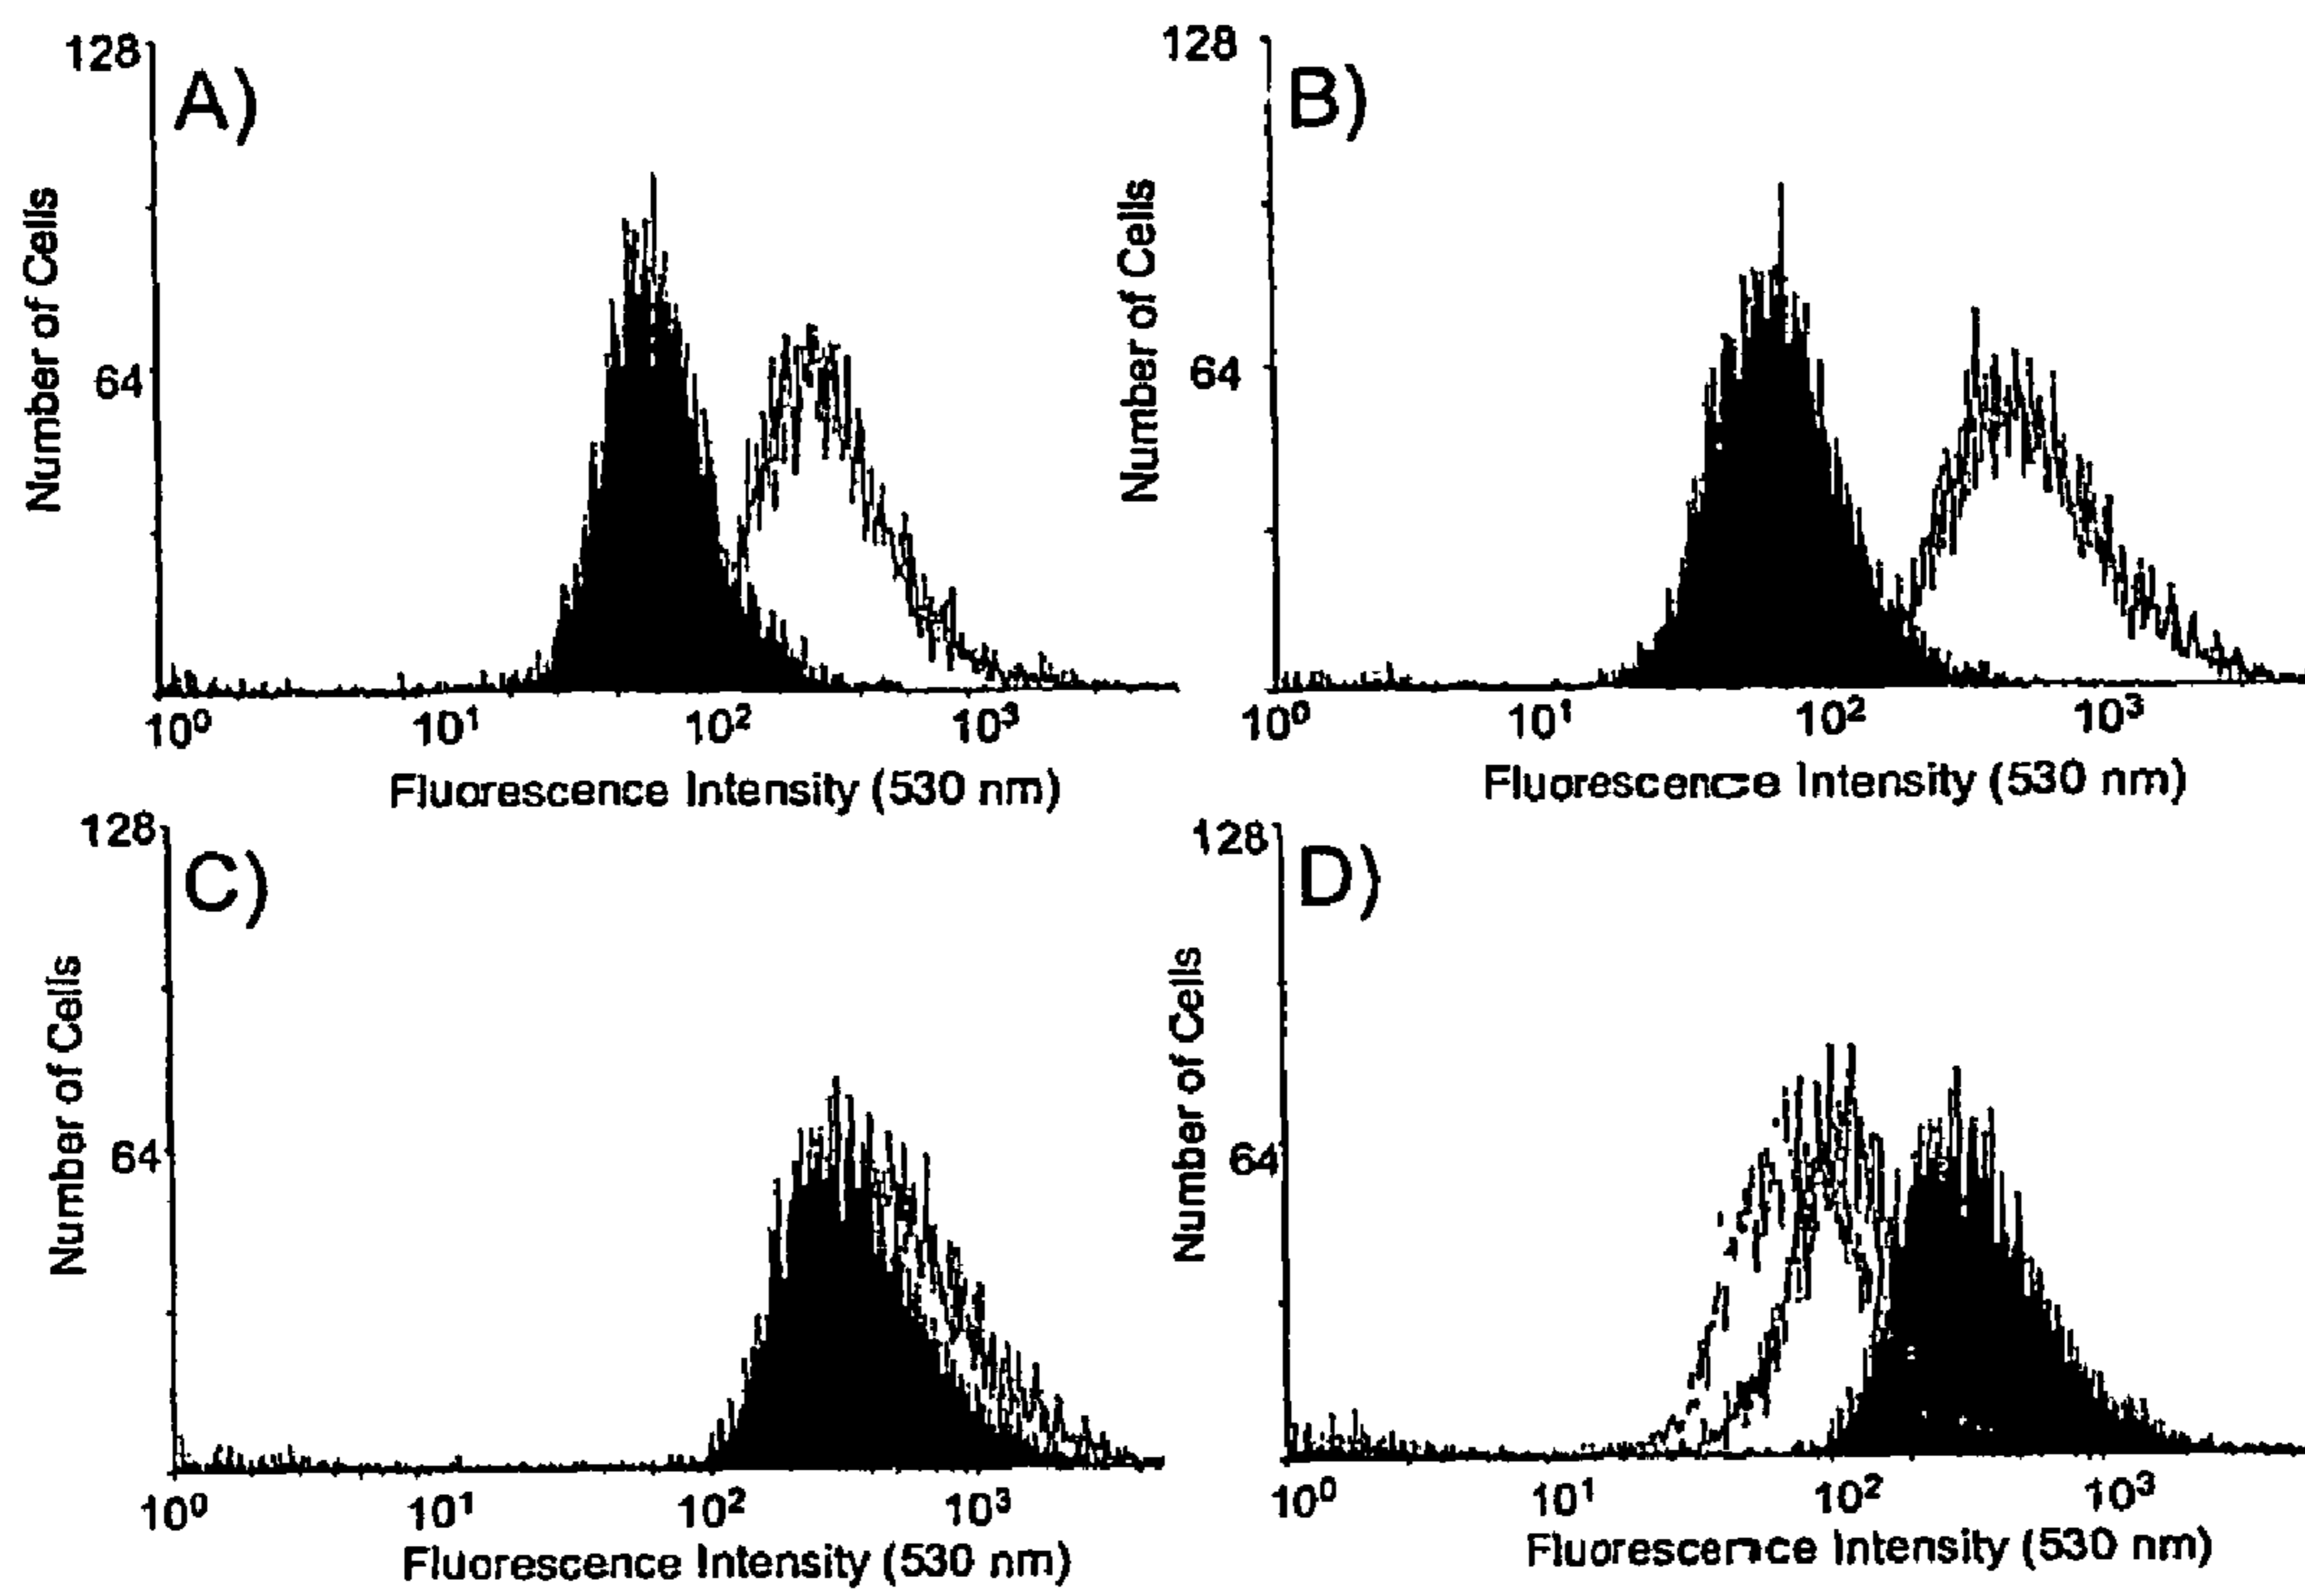 128
A)
Number of Cells
64
10⁰ 10¹ 10² 10³
Fluorescence Intensity (530 nm)
128
B)
Number of Cells
64
10⁰ 10¹ 10² 10³
Fluorescence Intensity (530 nm)
128
C)
Number of Cells
64
10⁰ 10¹ 10² 10³
Fluorescence Intensity (530 nm)
128
D)
Number of Cells
64
10⁰ 10¹ 10² 10³
Fluorescence Intensity (530 nm)